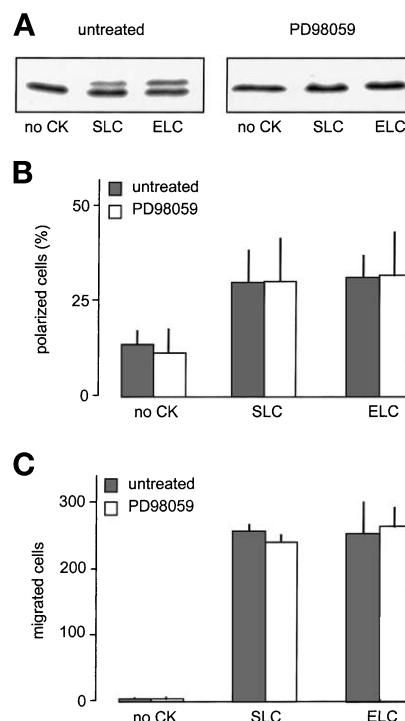 A
untreated
PD98059
no CK
SLC
ELC
no CK
SLC
ELC
B
polarized cells (%)
50
25
0
untreated
PD98059
no CK
SLC
ELC
C
migrated cells
300
200
100
0
untreated
PD98059
no CK
SLC
ELC